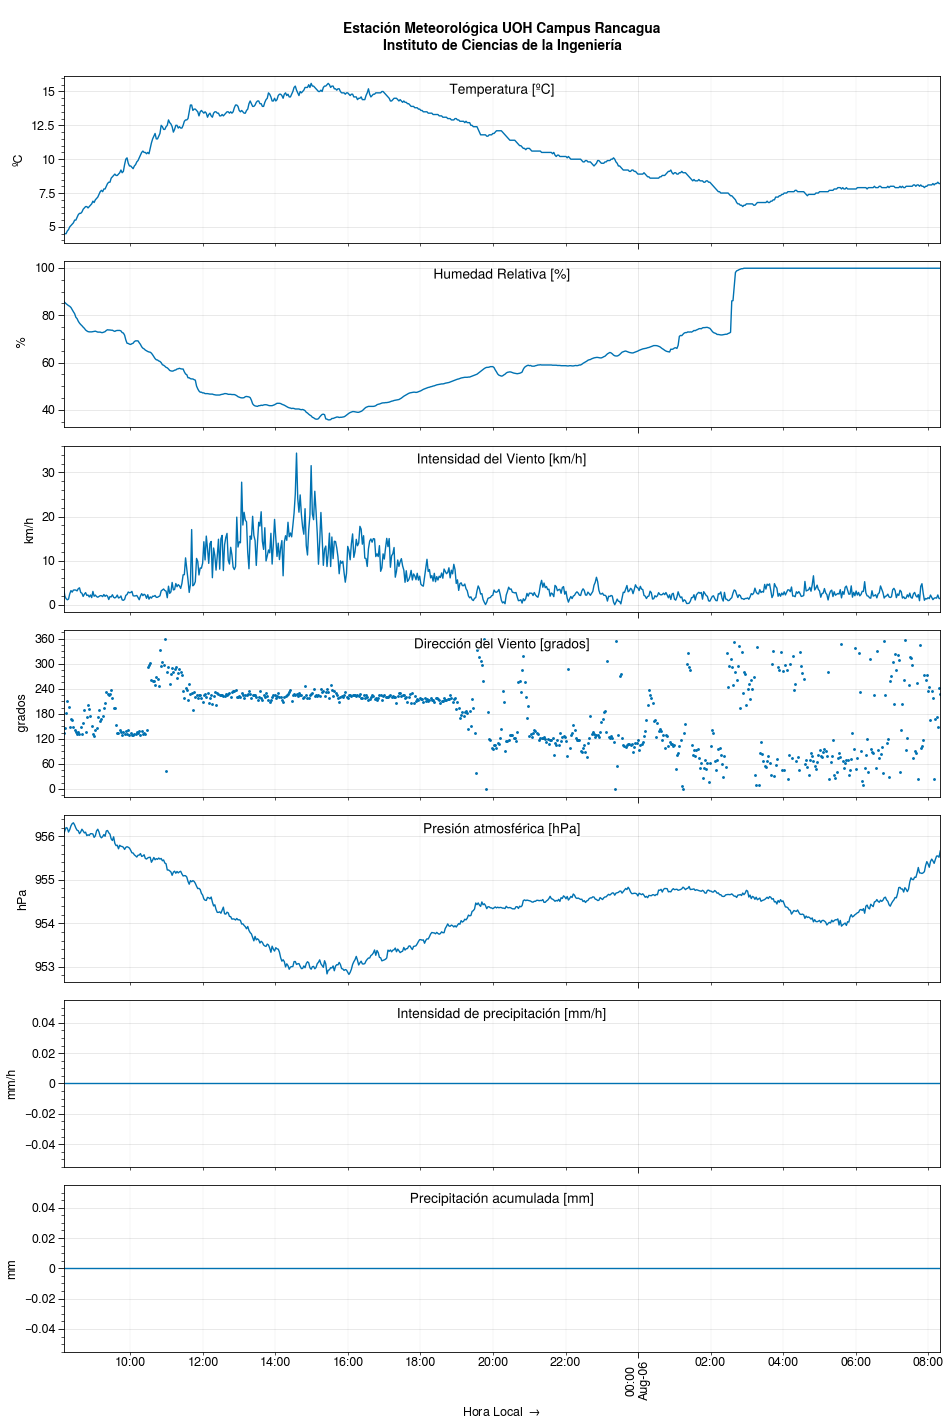 Estación Meteorológica UOH Campus Rancagua
Instituto de Ciencias de la Ingeniería
Temperatura [ºC]
ºC
15
12.5
10
7.5
5
Humedad Relativa [%]
%
100
80
60
40
Intensidad del Viento [km/h]
km/h
30
20
10
0
Dirección del Viento [grados]
grados
360
300
240
180
120
60
0
Presión atmosférica [hPa]
hPa
956
955
954
953
Intensidad de precipitación [mm/h]
mm/h
0.04
0.02
0
−0.02
−0.04
Precipitación acumulada [mm]
mm
0.04
0.02
0
−0.02
−0.04
10:00 12:00 14:00 16:00 18:00 20:00 22:00 00:00 02:00 04:00 06:00 08:00
Aug-06
Hora Local →